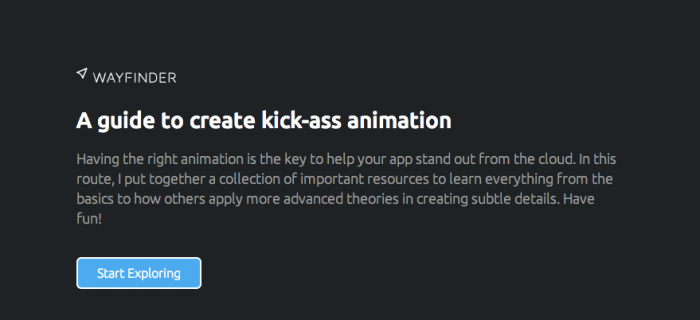 WAYFINDER
A guide to create kick-ass animation
Having the right animation is the key to help your app stand out from the cloud. In this
route, I put together a collection of important resources to learn everything from the
basics to how others apply more advanced theories in creating subtle details. Have
fun!
Start Exploring